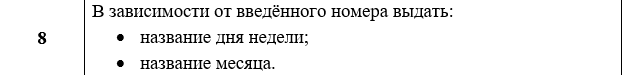 В зависимости от введённого номера выдать:
8
• название дня недели;
• название месяца.